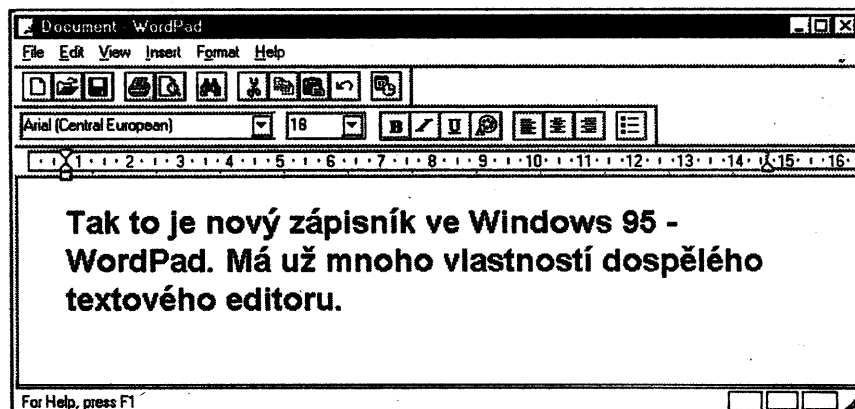 Document - WordPad
File Edit View Insert Format Help
Arial (Central European) 18 B I U
1 2 3 4 5 6 7 8 9 10 11 12 13 14 15 16
Tak to je nový zápisník ve Windows 95 -
WordPad. Má už mnoho vlastností dospělého
textového editoru.
For Help, press F1